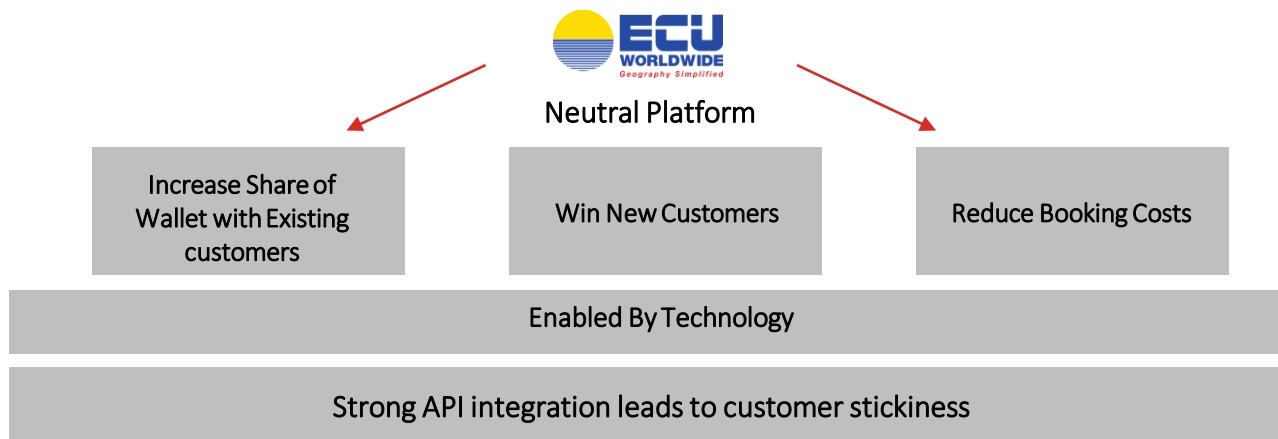 ECU
WORLDWIDE
Geography Simplified
Neutral Platform
Increase Share of
Wallet with Existing
customers
Win New Customers
Reduce Booking Costs
Enabled By Technology
Strong API integration leads to customer stickiness